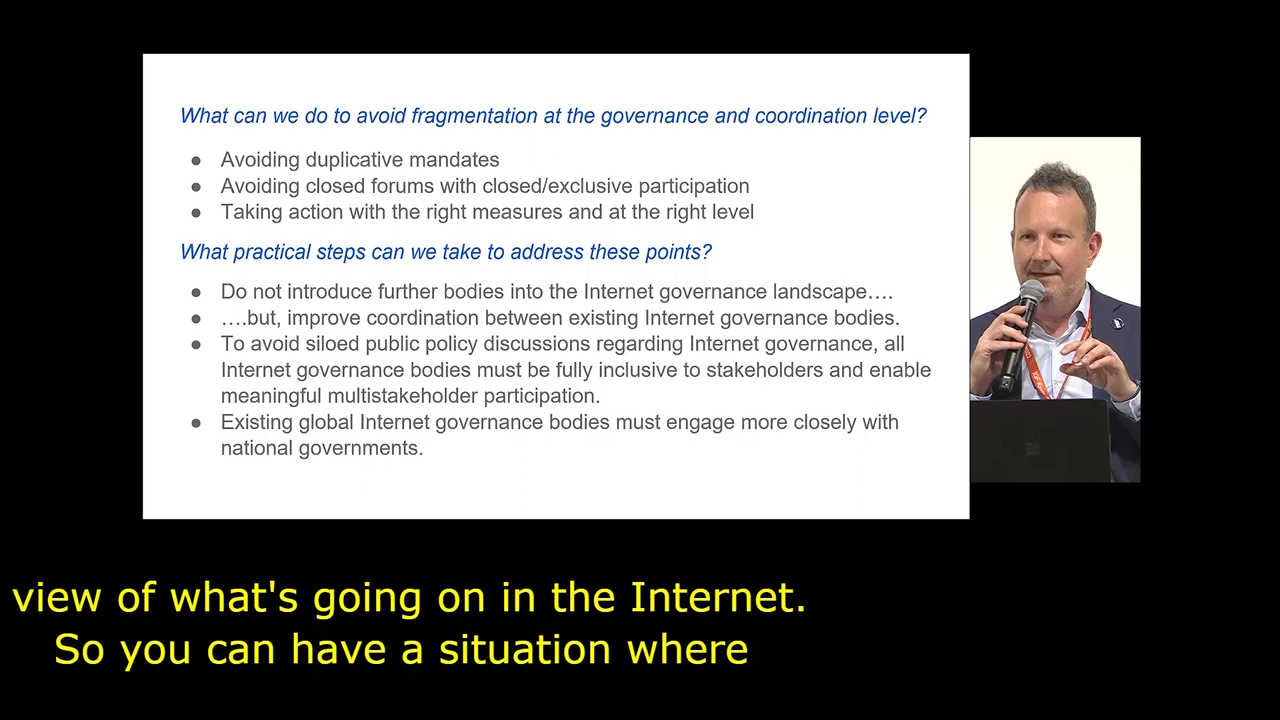 What can we do to avoid fragmentation at the governance and coordination level?
● Avoiding duplicative mandates
● Avoiding closed forums with closed/exclusive participation
● Taking action with the right measures and at the right level
What practical steps can we take to address these points?
● Do not introduce further bodies into the Internet governance landscape….
● ….but, improve coordination between existing Internet governance bodies.
● To avoid siloed public policy discussions regarding Internet governance, all
Internet governance bodies must be fully inclusive to stakeholders and enable
meaningful multistakeholder participation.
● Existing global Internet governance bodies must engage more closely with
national governments.
view of what's going on in the Internet.
So you can have a situation where